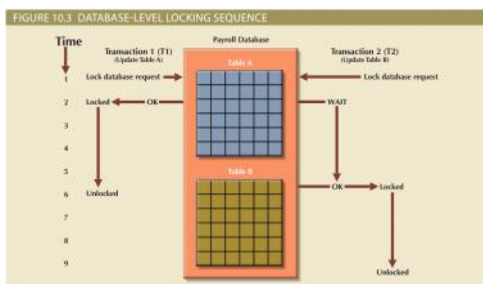 FIGURE 10.3 DATABASE-LEVEL LOCKING SEQUENCE
Time
Transaction 1 (T1)
(Update Table A)
Payroll Database
Transaction 2 (T2)
(Update Table B)
Table A
1 Lock database request Lock database request
2 Locked OK WAIT
3
4
5
Table B
6 Unlocked OK Locked
7
8
9 Unlocked